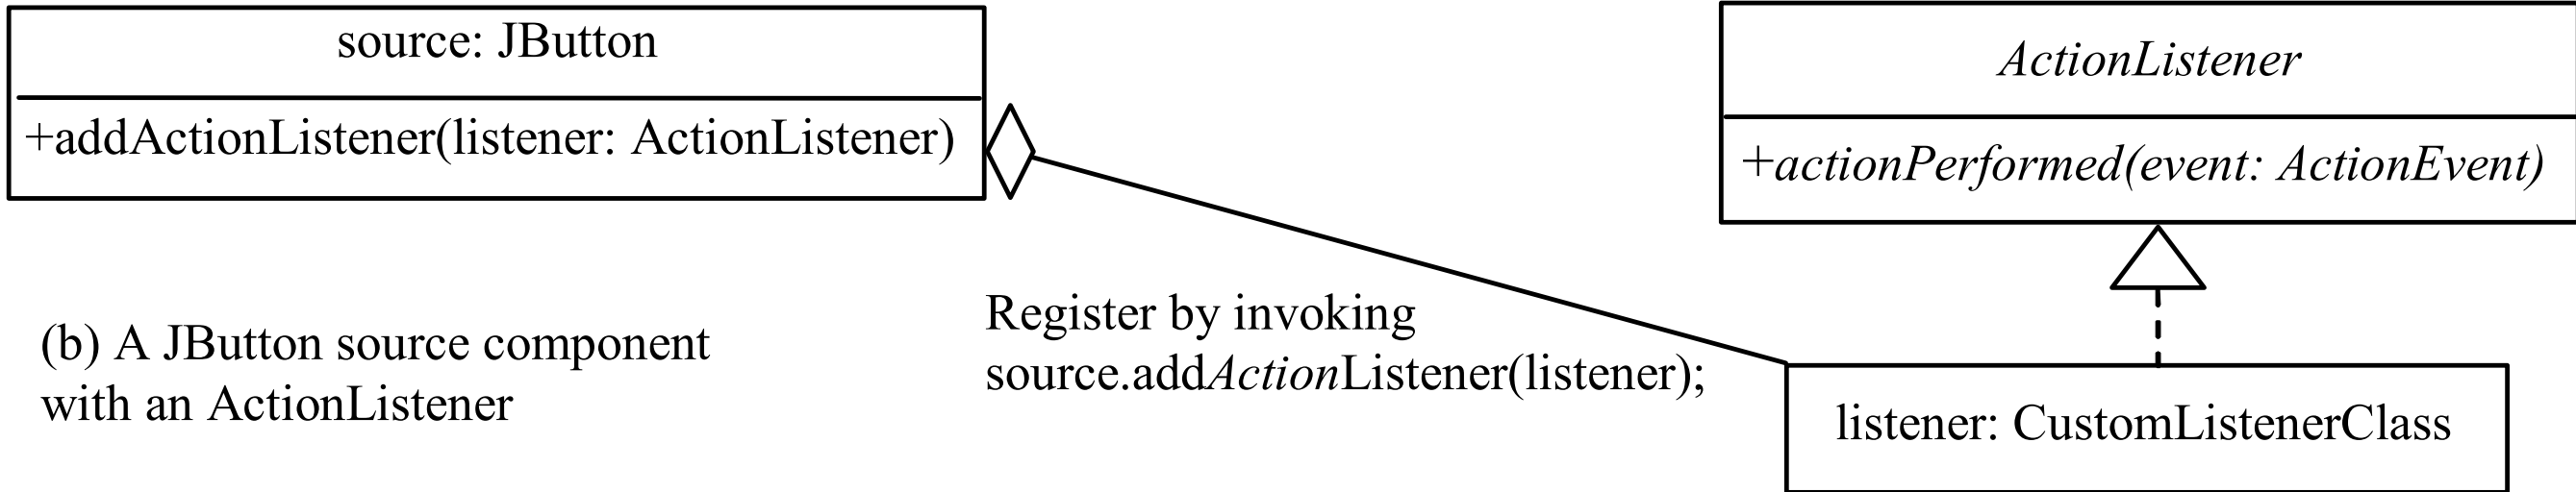 source: JButton
+addActionListener(listener: ActionListener)
ActionListener
+actionPerformed(event: ActionEvent)
Register by invoking
source.addActionListener(listener);
(b) A JButton source component
with an ActionListener
listener: CustomListenerClass